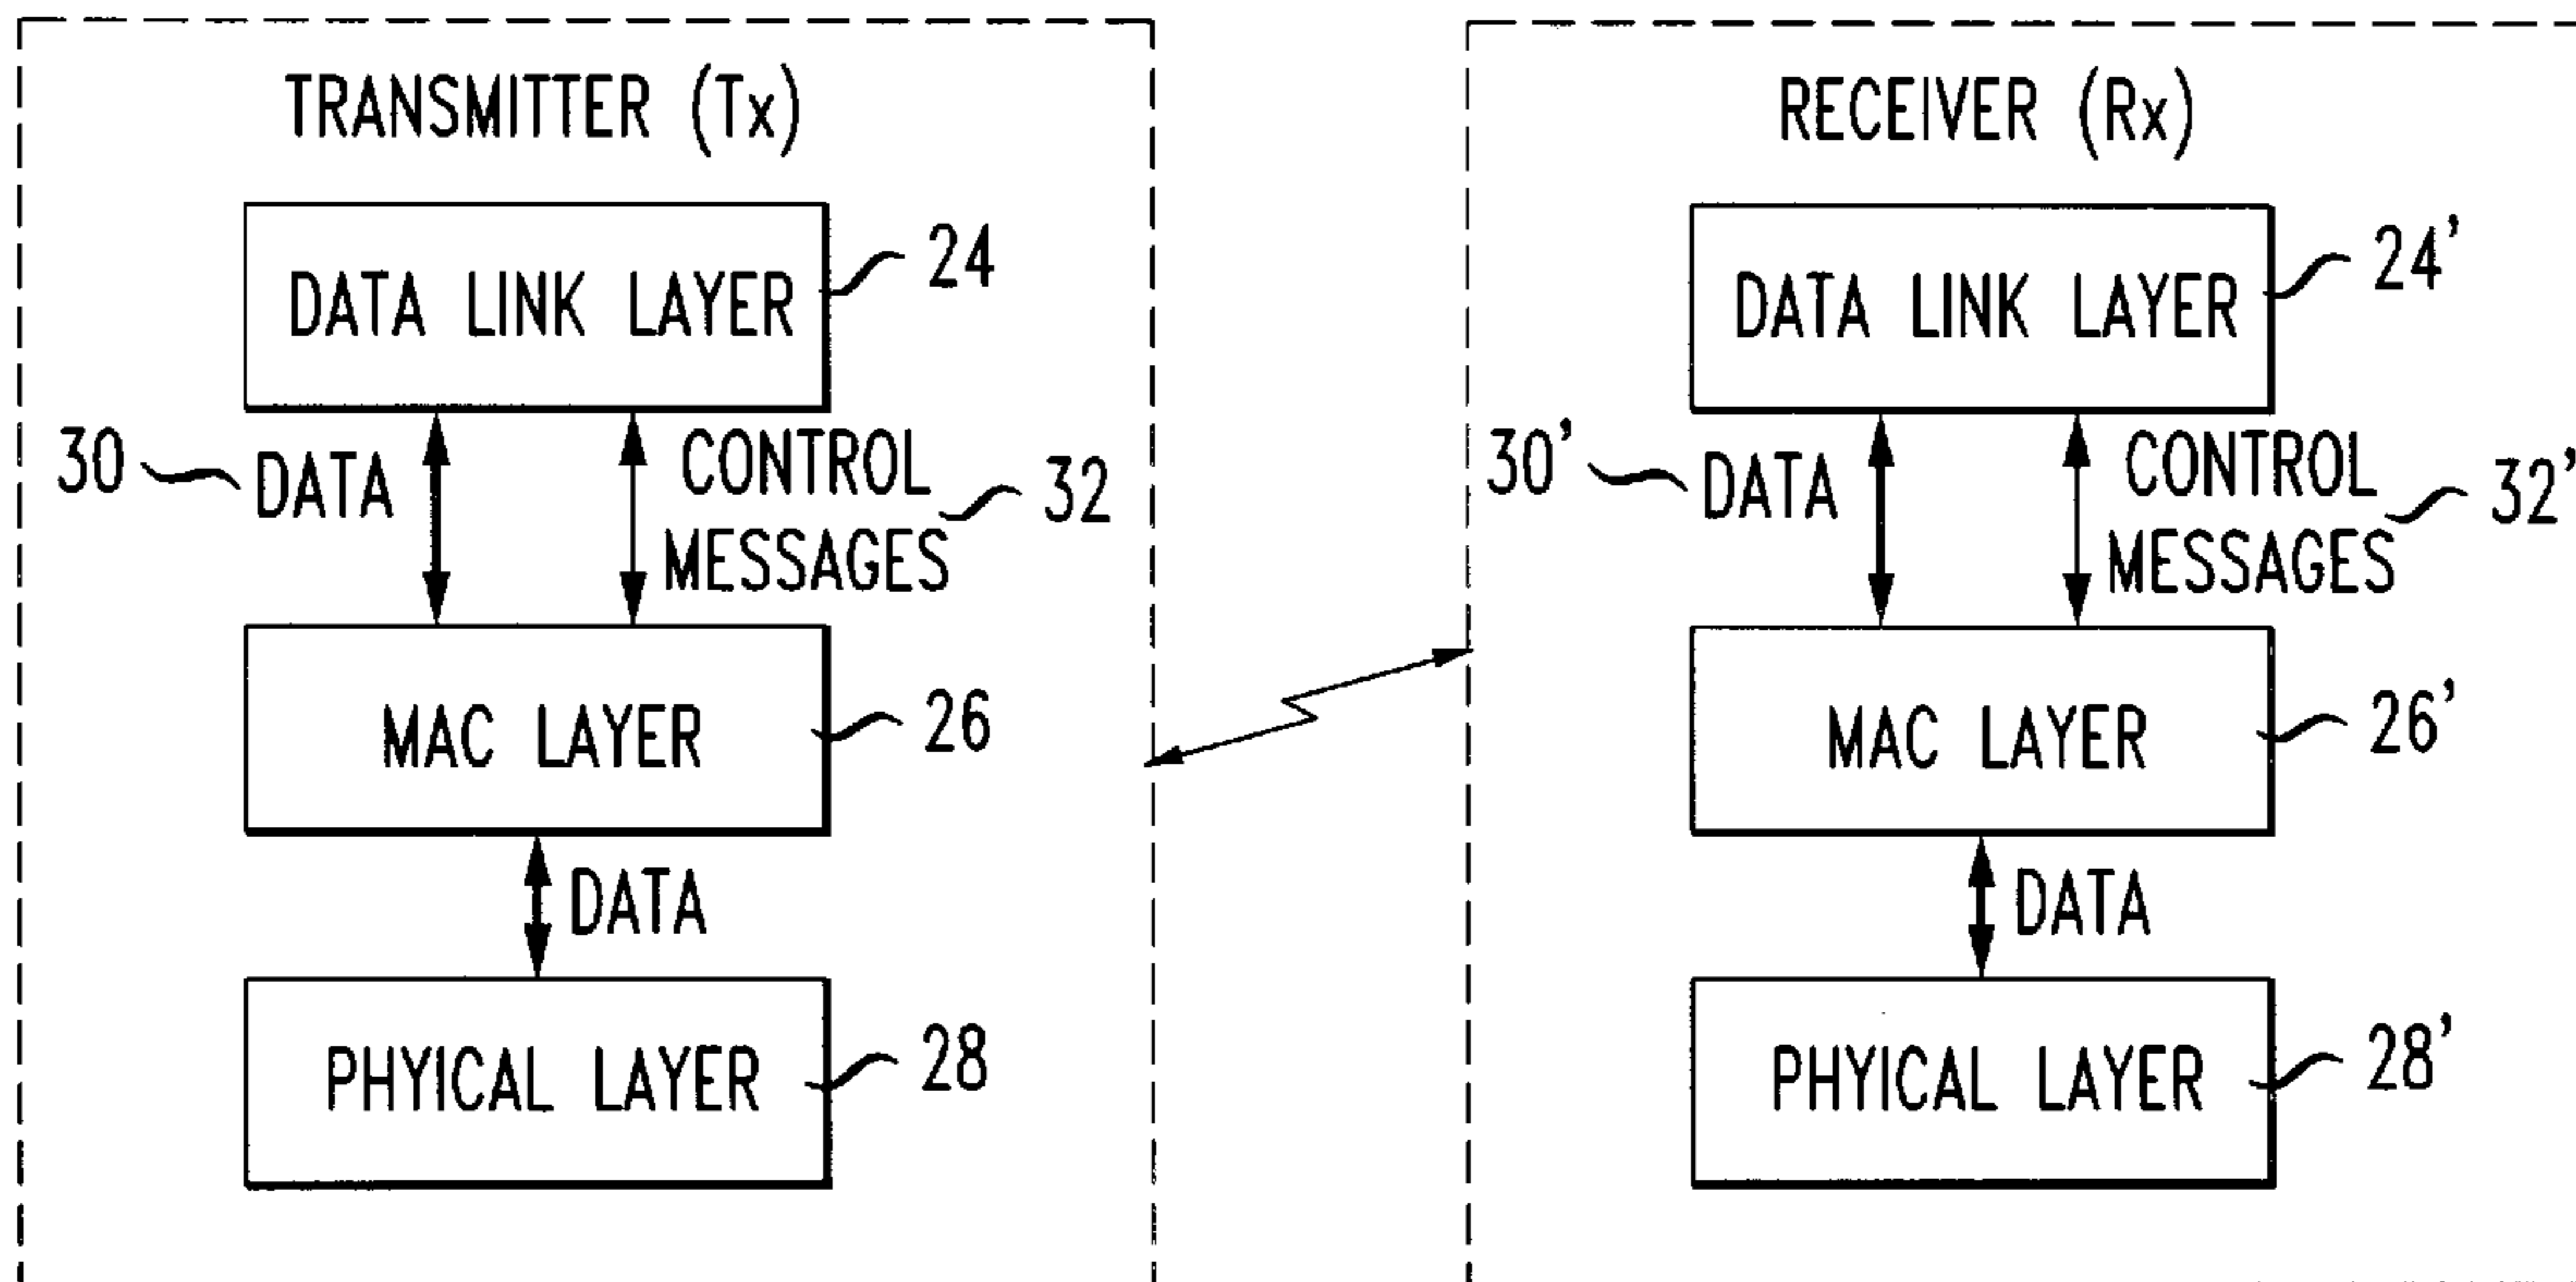 TRANSMITTER (Tx)
DATA LINK LAYER
24
30
DATA
CONTROL
MESSAGES
32
MAC LAYER
26
DATA
PHYICAL LAYER
28
RECEIVER (Rx)
DATA LINK LAYER
24'
30'
DATA
CONTROL
MESSAGES
32'
MAC LAYER
26'
DATA
PHYICAL LAYER
28'